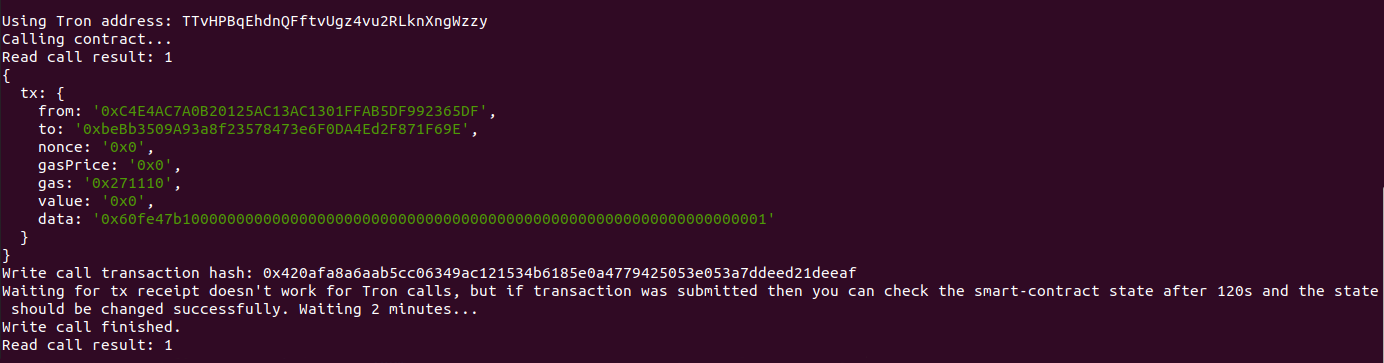 Using Tron address: TTvHPBqEhdnQFftvUgz4vu2RLknXngWzzy
Calling contract...
Read call result: 1
{
  tx: {
    from: '0xC4E4AC7A0B20125AC13AC1301FFAB5DF992365DF',
    to: '0xbeBb3509A93a8f23578473e6F0DA4Ed2F871F69E',
    nonce: '0x0',
    gasPrice: '0x0',
    gas: '0x271110',
    value: '0x0',
    data: '0x60fe47b10000000000000000000000000000000000000000000000000000000000000001'
  }
}
Write call transaction hash: 0x420afa8a6aab5cc06349ac121534b6185e0a4779425053e053a7ddeed21deeaf
Waiting for tx receipt doesn't work for Tron calls, but if transaction was submitted then you can check the smart-contract state after 120s and the state
 should be changed successfully. Waiting 2 minutes...
Write call finished.
Read call result: 1